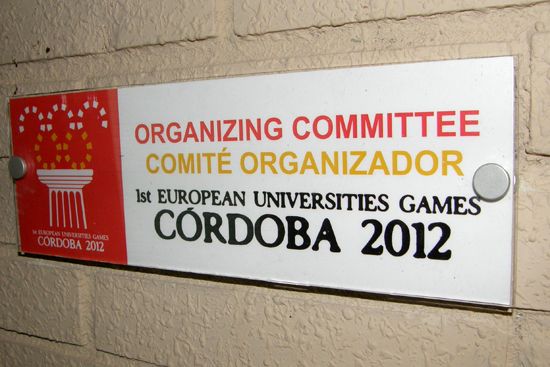 ORGANIZING COMMITTEE
COMITÉ ORGANIZADOR
1st EUROPEAN UNIVERSITIES GAMES
CÓRDOBA 2012
1st EUROPEAN UNIVERSITIES GAMES
CÓRDOBA 2012